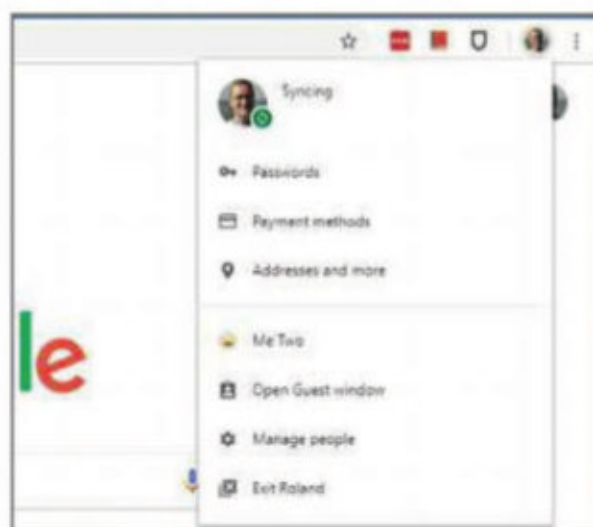 Syncing
Passwords
Payment methods
Addresses and more
le
Me Two
Open Guest window
Manage people
Exit Roland